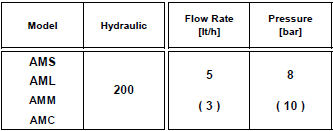 Model Hydraulic Flow Rate Pressure
[lt/h] [bar]
AMS
AML
AMM
AMC
200
5 8
( 3 ) ( 10 )